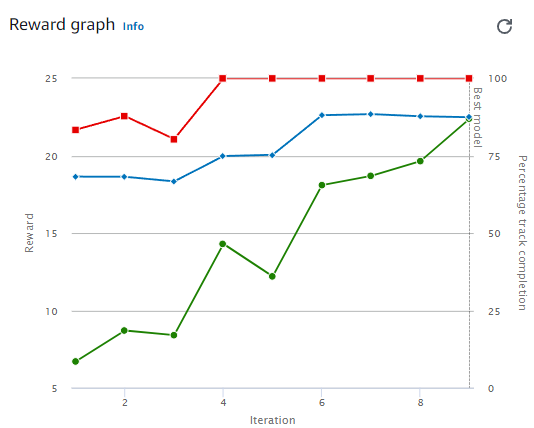 Reward graph Info
25
20
15
10
5
Reward
2
4
6
8
Iteration
100
75
50
25
0
Best model
Percentage track completion